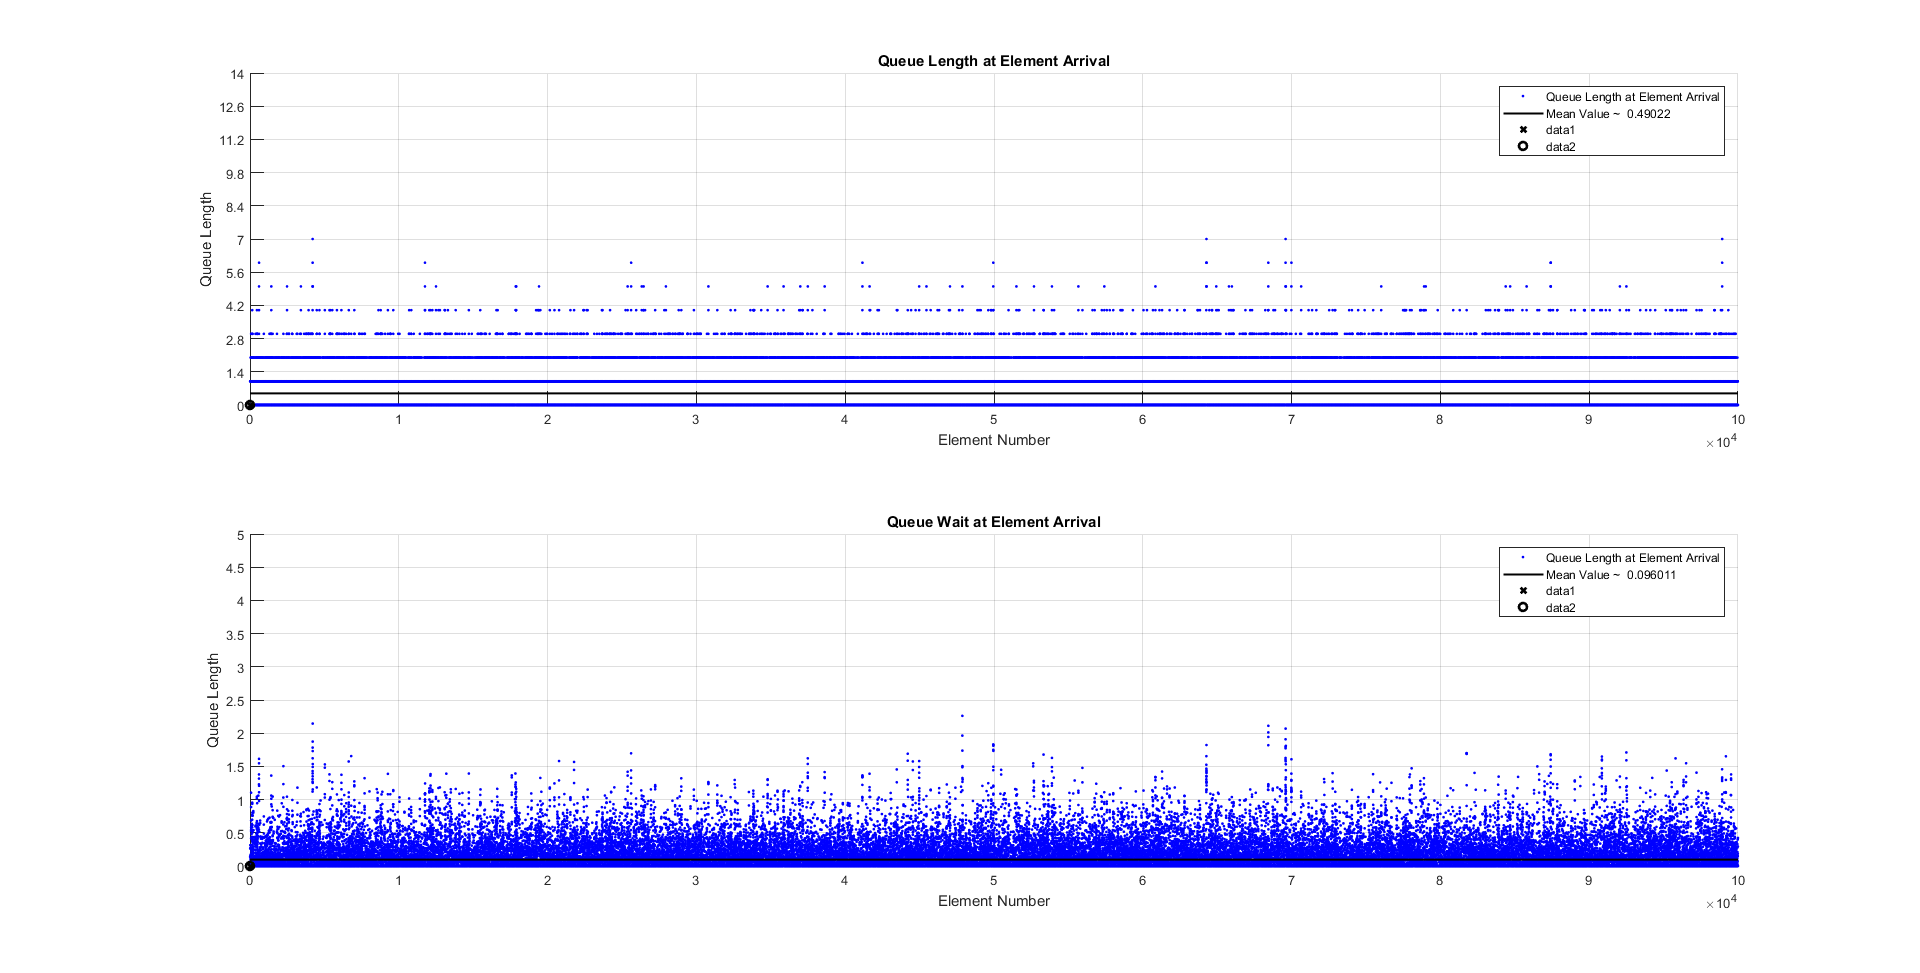 Queue Length at Element Arrival
14
12.6
11.2
9.8
8.4
7
5.6
4.2
2.8
1.4
0
Queue Length
Queue Length at Element Arrival
Mean Value ~ 0.49022
data1
data2
0 1 2 3 4 5 6 7 8 9 10
Element Number
×10^4
Queue Wait at Element Arrival
5
4.5
4
3.5
3
2.5
2
1.5
1
0.5
0
Queue Length
Queue Length at Element Arrival
Mean Value ~ 0.096011
data1
data2
0 1 2 3 4 5 6 7 8 9 10
Element Number
×10^4